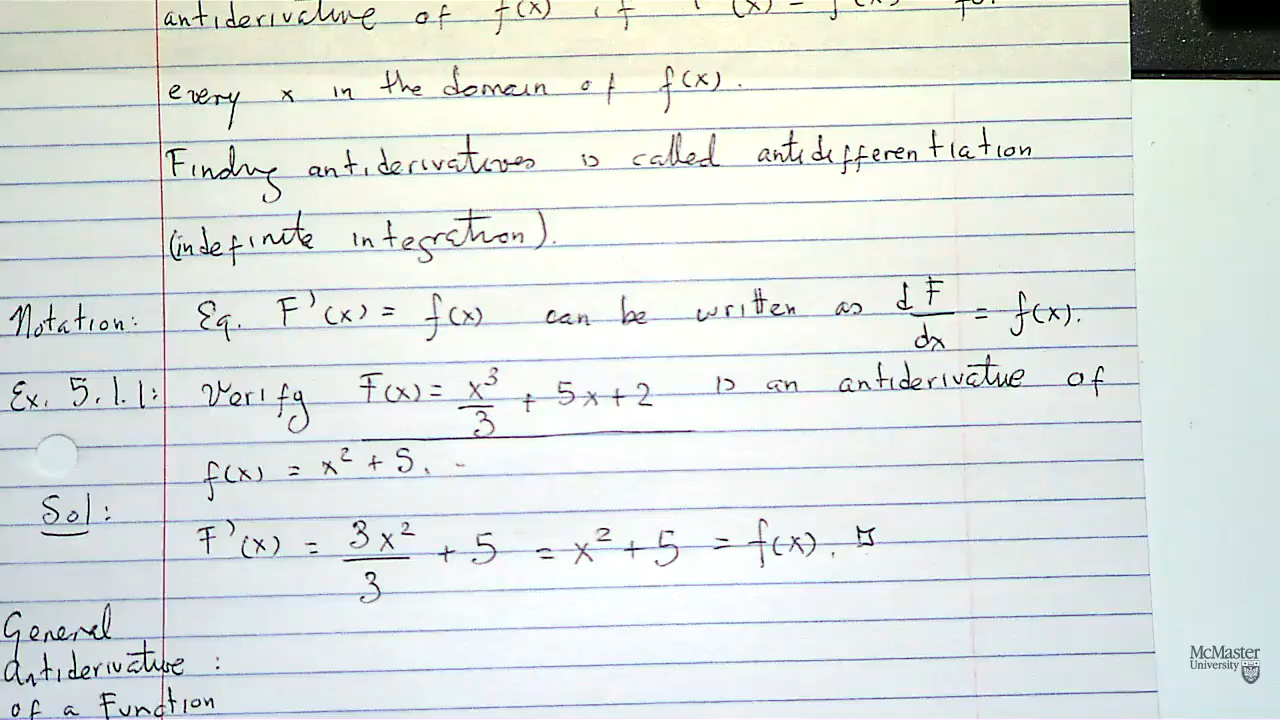 antiderivative of f(x) if F'(x) = f(x) for
every x in the domain of f(x).
Finding antiderivatives is called antidifferentiation
(indefinite integration).
Notation: Eq. F'(x) = f(x) can be written as dF/dx = f(x).
Ex. 5.1.1: Verify F(x) = x³/3 + 5x + 2 is an antiderivative of
f(x) = x² + 5.
Sol: F'(x) = 3x²/3 + 5 = x² + 5 = f(x).
General
Antiderivative :
of a Function
McMaster
University